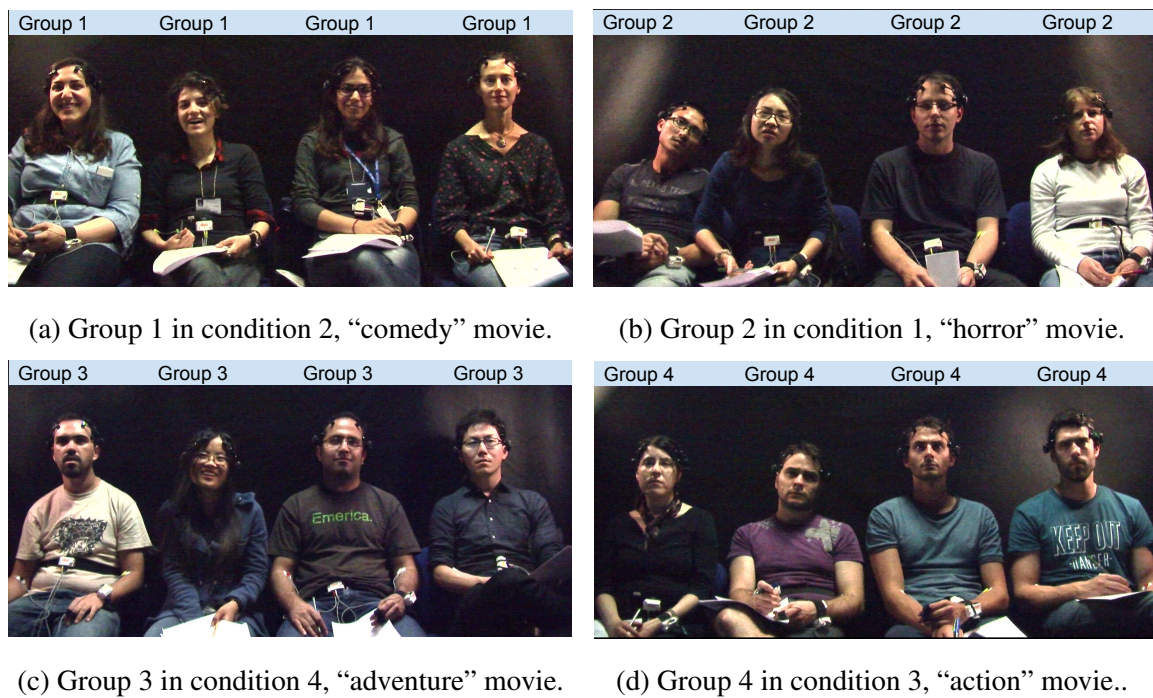 Group 1 Group 1 Group 1 Group 1
Group 2 Group 2 Group 2 Group 2
(a) Group 1 in condition 2, “comedy” movie.
(b) Group 2 in condition 1, “horror” movie.
Group 3 Group 3 Group 3 Group 3
Group 4 Group 4 Group 4 Group 4
Emerica.
KEEP OUT
(c) Group 3 in condition 4, “adventure” movie.
(d) Group 4 in condition 3, “action” movie..